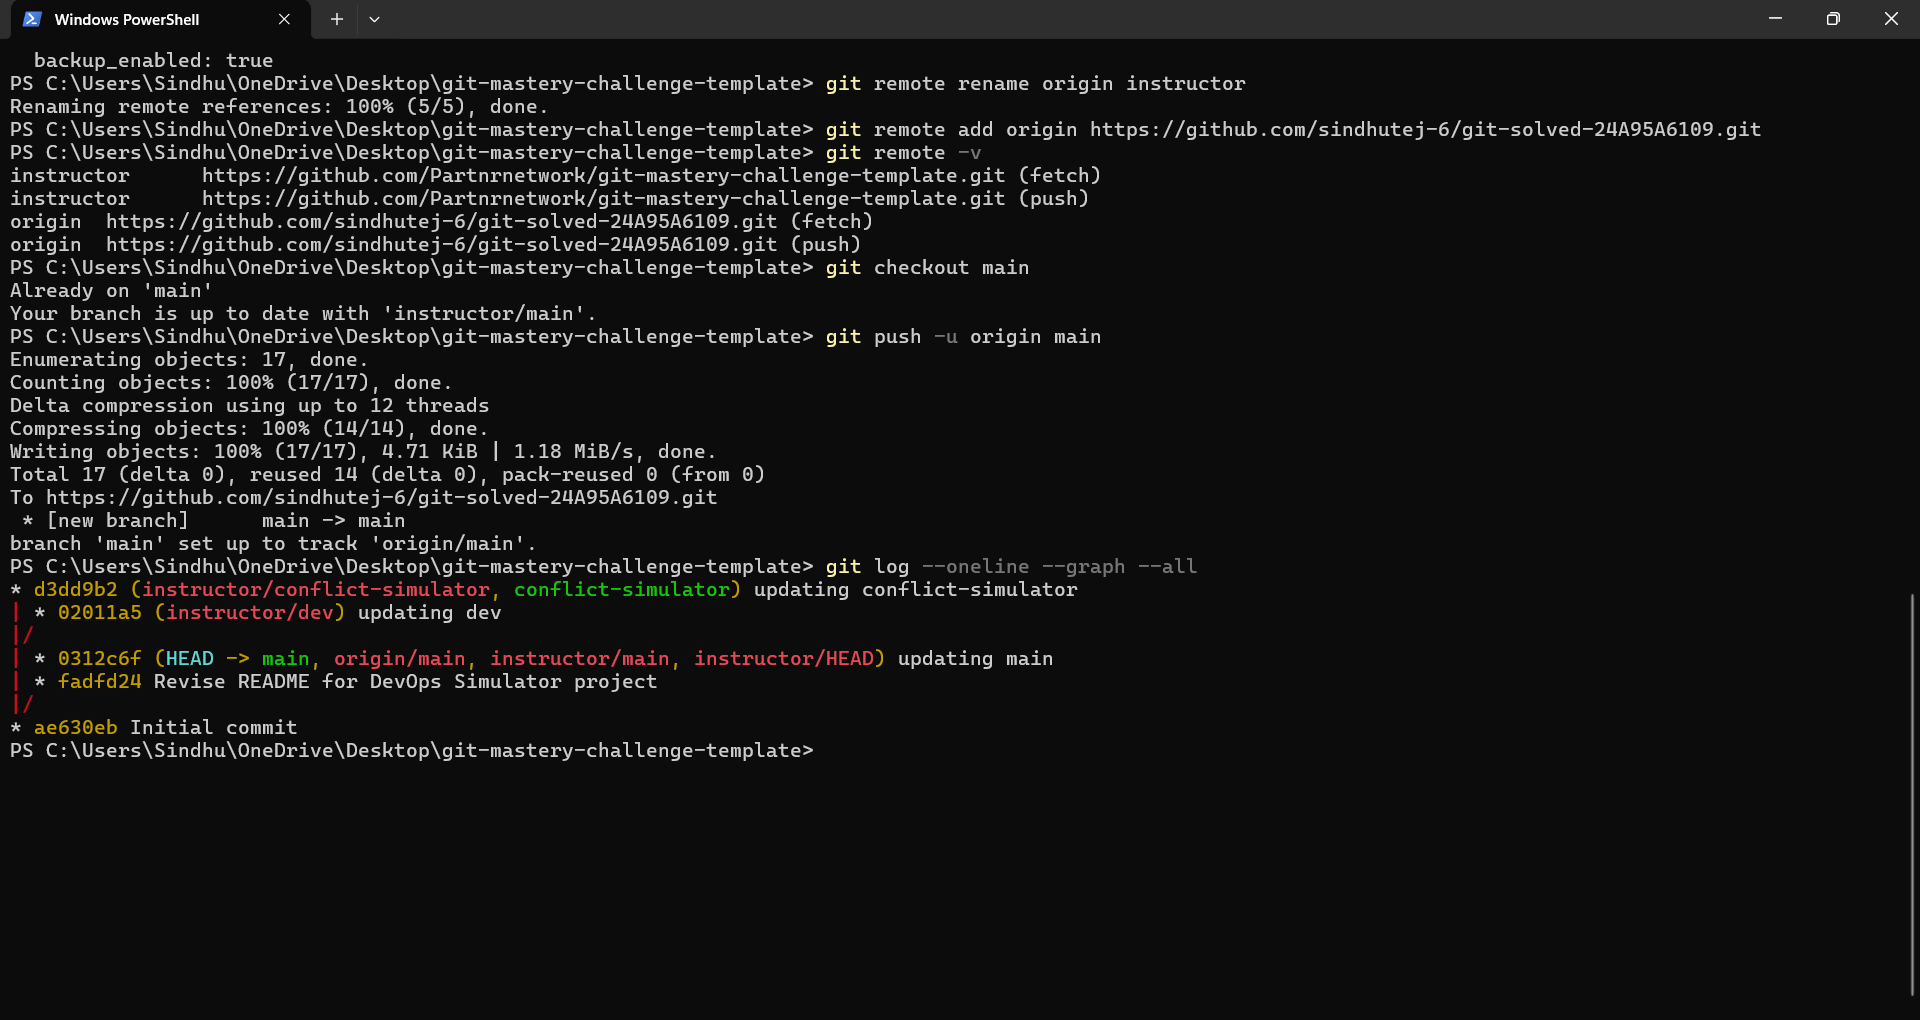 Windows PowerShell
backup_enabled: true
PS C:\Users\Sindhu\OneDrive\Desktop\git-mastery-challenge-template> git remote rename origin instructor
Renaming remote references: 100% (5/5), done.
PS C:\Users\Sindhu\OneDrive\Desktop\git-mastery-challenge-template> git remote add origin https://github.com/sindhutej-6/git-solved-24A95A6109.git
PS C:\Users\Sindhu\OneDrive\Desktop\git-mastery-challenge-template> git remote -v
instructor      https://github.com/Partnrnetwork/git-mastery-challenge-template.git (fetch)
instructor      https://github.com/Partnrnetwork/git-mastery-challenge-template.git (push)
origin  https://github.com/sindhutej-6/git-solved-24A95A6109.git (fetch)
origin  https://github.com/sindhutej-6/git-solved-24A95A6109.git (push)
PS C:\Users\Sindhu\OneDrive\Desktop\git-mastery-challenge-template> git checkout main
Already on 'main'
Your branch is up to date with 'instructor/main'.
PS C:\Users\Sindhu\OneDrive\Desktop\git-mastery-challenge-template> git push -u origin main
Enumerating objects: 17, done.
Counting objects: 100% (17/17), done.
Delta compression using up to 12 threads
Compressing objects: 100% (14/14), done.
Writing objects: 100% (17/17), 4.71 KiB | 1.18 MiB/s, done.
Total 17 (delta 0), reused 14 (delta 0), pack-reused 0 (from 0)
To https://github.com/sindhutej-6/git-solved-24A95A6109.git
 * [new branch]      main -> main
branch 'main' set up to track 'origin/main'.
PS C:\Users\Sindhu\OneDrive\Desktop\git-mastery-challenge-template> git log --oneline --graph --all
* d3dd9b2 (instructor/conflict-simulator, conflict-simulator) updating conflict-simulator
| * 02011a5 (instructor/dev) updating dev
|/
| * 0312c6f (HEAD -> main, origin/main, instructor/main, instructor/HEAD) updating main
| * fadfd24 Revise README for DevOps Simulator project
|/
* ae630eb Initial commit
PS C:\Users\Sindhu\OneDrive\Desktop\git-mastery-challenge-template>